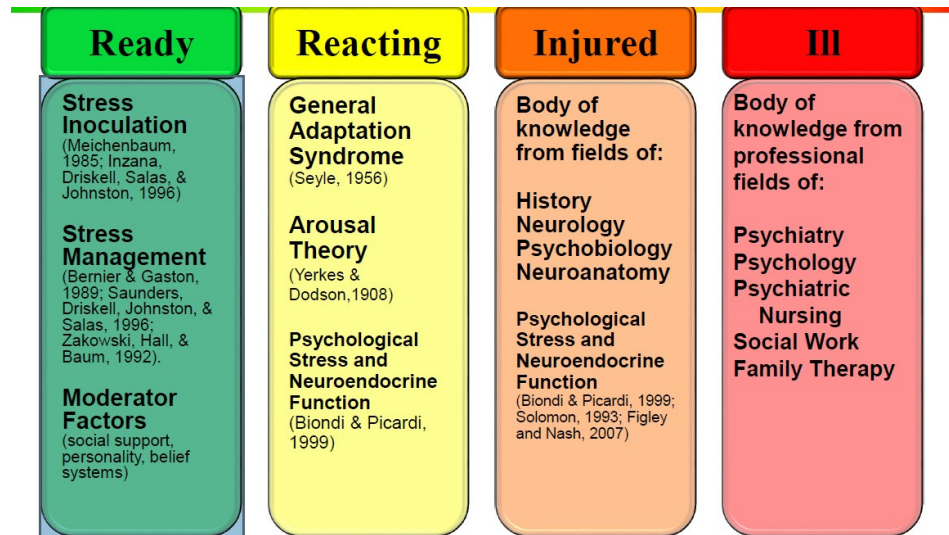 Ready
Stress
Inoculation
(Meichenbaum,
1985; Inzana,
Driskell, Salas, &
Johnston, 1996)
Stress
Management
(Bernier & Gaston,
1989; Saunders,
Driskell, Johnston, &
Salas, 1996;
Zakowski, Hall, &
Baum, 1992).
Moderator
Factors
(social support,
personality, belief
systems)
Reacting
General
Adaptation
Syndrome
(Seyle, 1956)
Arousal
Theory
(Yerkes &
Dodson,1908)
Psychological
Stress and
Neuroendocrine
Function
(Biondi & Picardi,
1999)
Injured
Body of
knowledge
from fields of:
History
Neurology
Psychobiology
Neuroanatomy
Psychological
Stress and
Neuroendocrine
Function
(Biondi & Picardi, 1999;
Solomon, 1993; Figley
and Nash, 2007)
Ill
Body of
knowledge from
professional
fields of:
Psychiatry
Psychology
Psychiatric
Nursing
Social Work
Family Therapy